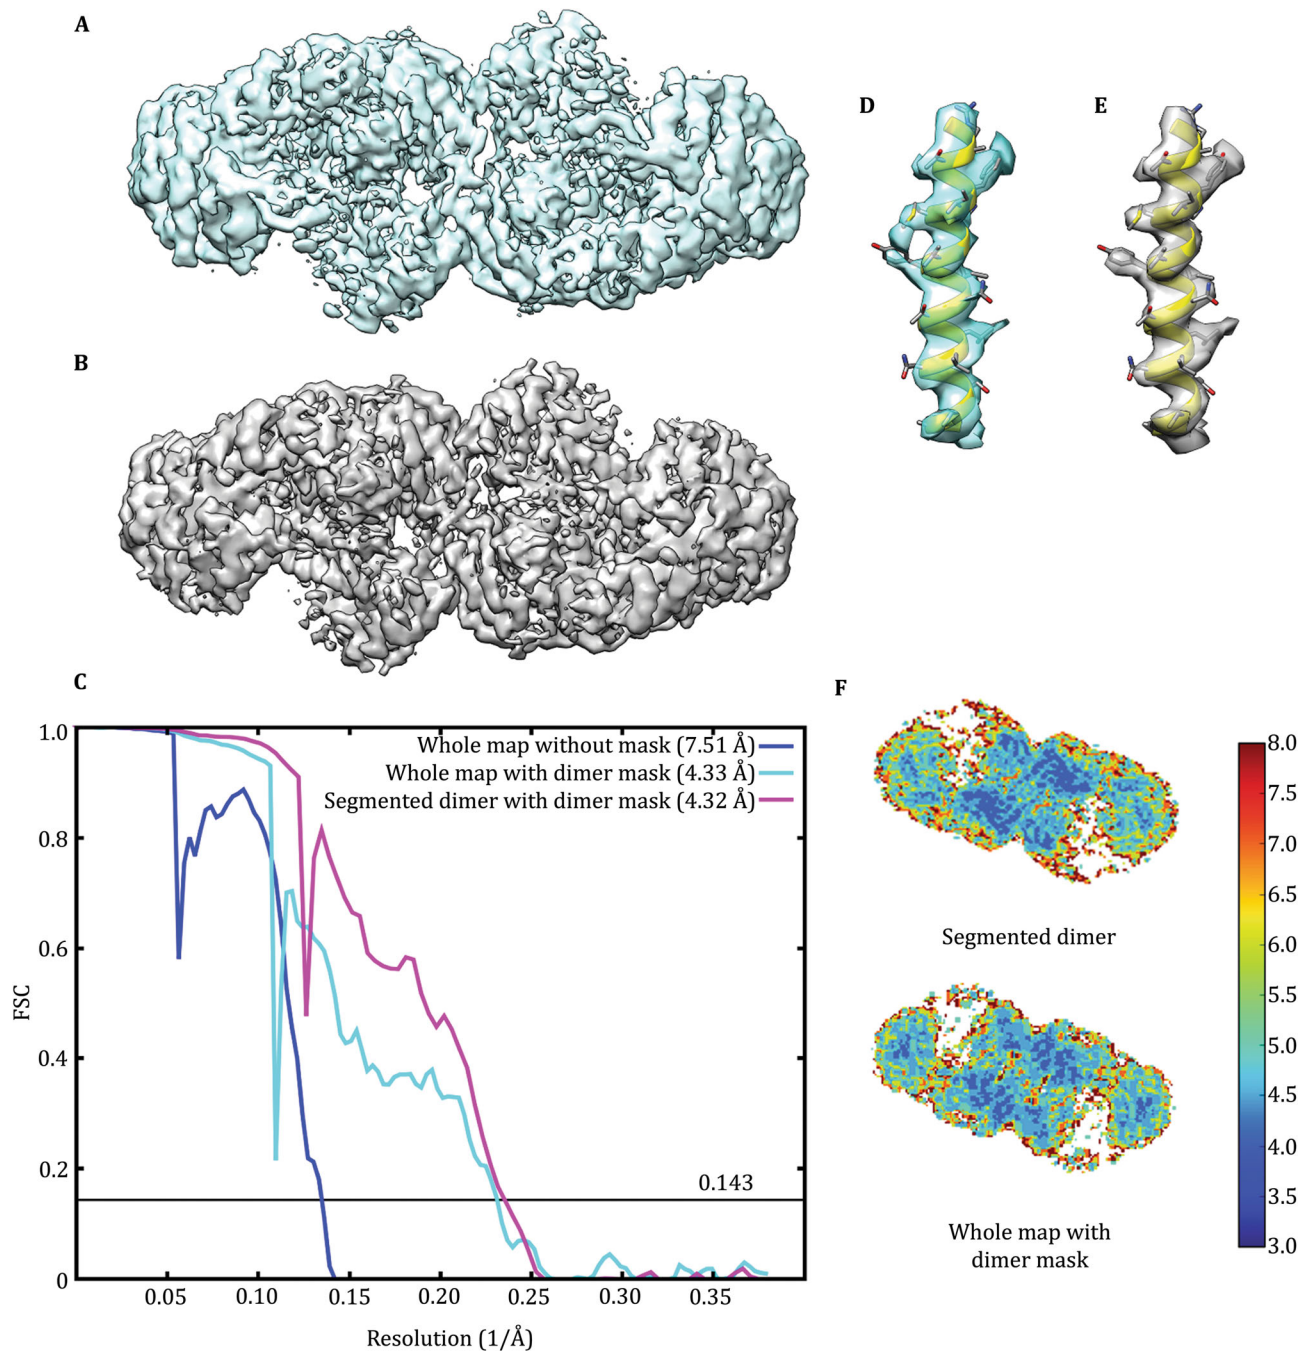 A
B
D
E
C
1.0
0.8
0.6
0.4
0.2
0
FSC
Whole map without mask (7.51 Å)
Whole map with dimer mask (4.33 Å)
Segmented dimer with dimer mask (4.32 Å)
0.143
0.05 0.10 0.15 0.20 0.25 0.30 0.35
Resolution (1/Å)
F
Segmented dimer
Whole map with
dimer mask
8.0
7.5
7.0
6.5
6.0
5.5
5.0
4.5
4.0
3.5
3.0